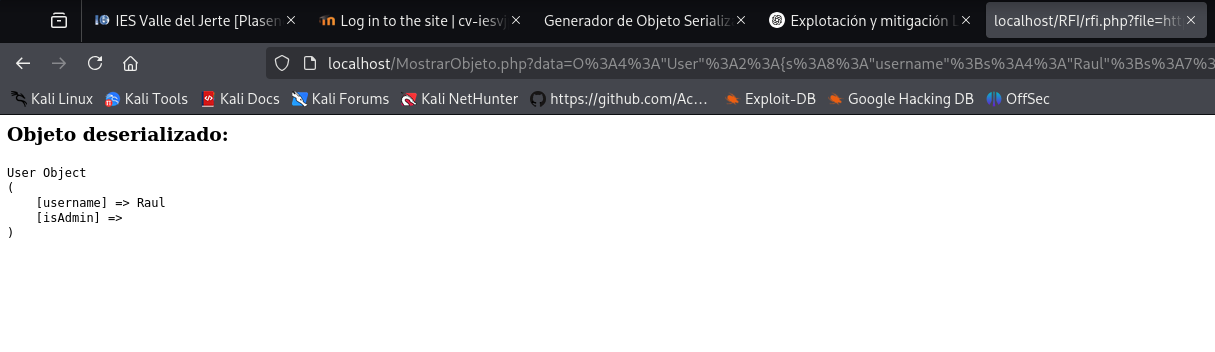 IES Valle del Jerte [Plasen
Log in to the site | cv-iesv
Generador de Objeto Serializ
Explotación y mitigación
localhost/RFI/rfi.php?file=htt
localhost/MostrarObjeto.php?data=O%3A4%3A"User"%3A2%3A{s%3A8%3A"username"%3Bs%3A4%3A"Raul"%3Bs%3A7%3
Kali Linux
Kali Tools
Kali Docs
Kali Forums
Kali NetHunter
https://github.com/Ac...
Exploit-DB
Google Hacking DB
OffSec
Objeto deserializado:
User Object
(
[username] => Raul
[isAdmin] =>
)